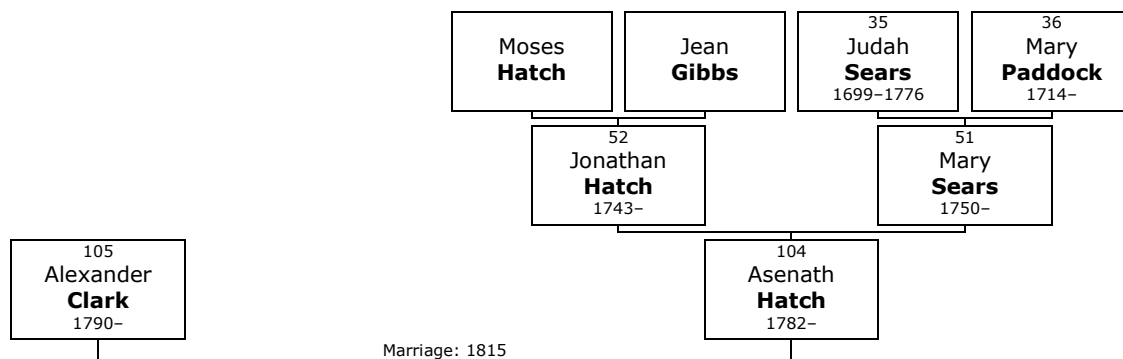 Moses
Hatch
Jean
Gibbs
35
Judah
Sears
1699–1776
36
Mary
Paddock
1714–
52
Jonathan
Hatch
1743–
51
Mary
Sears
1750–
105
Alexander
Clark
1790–
104
Asenath
Hatch
1782–
Marriage: 1815